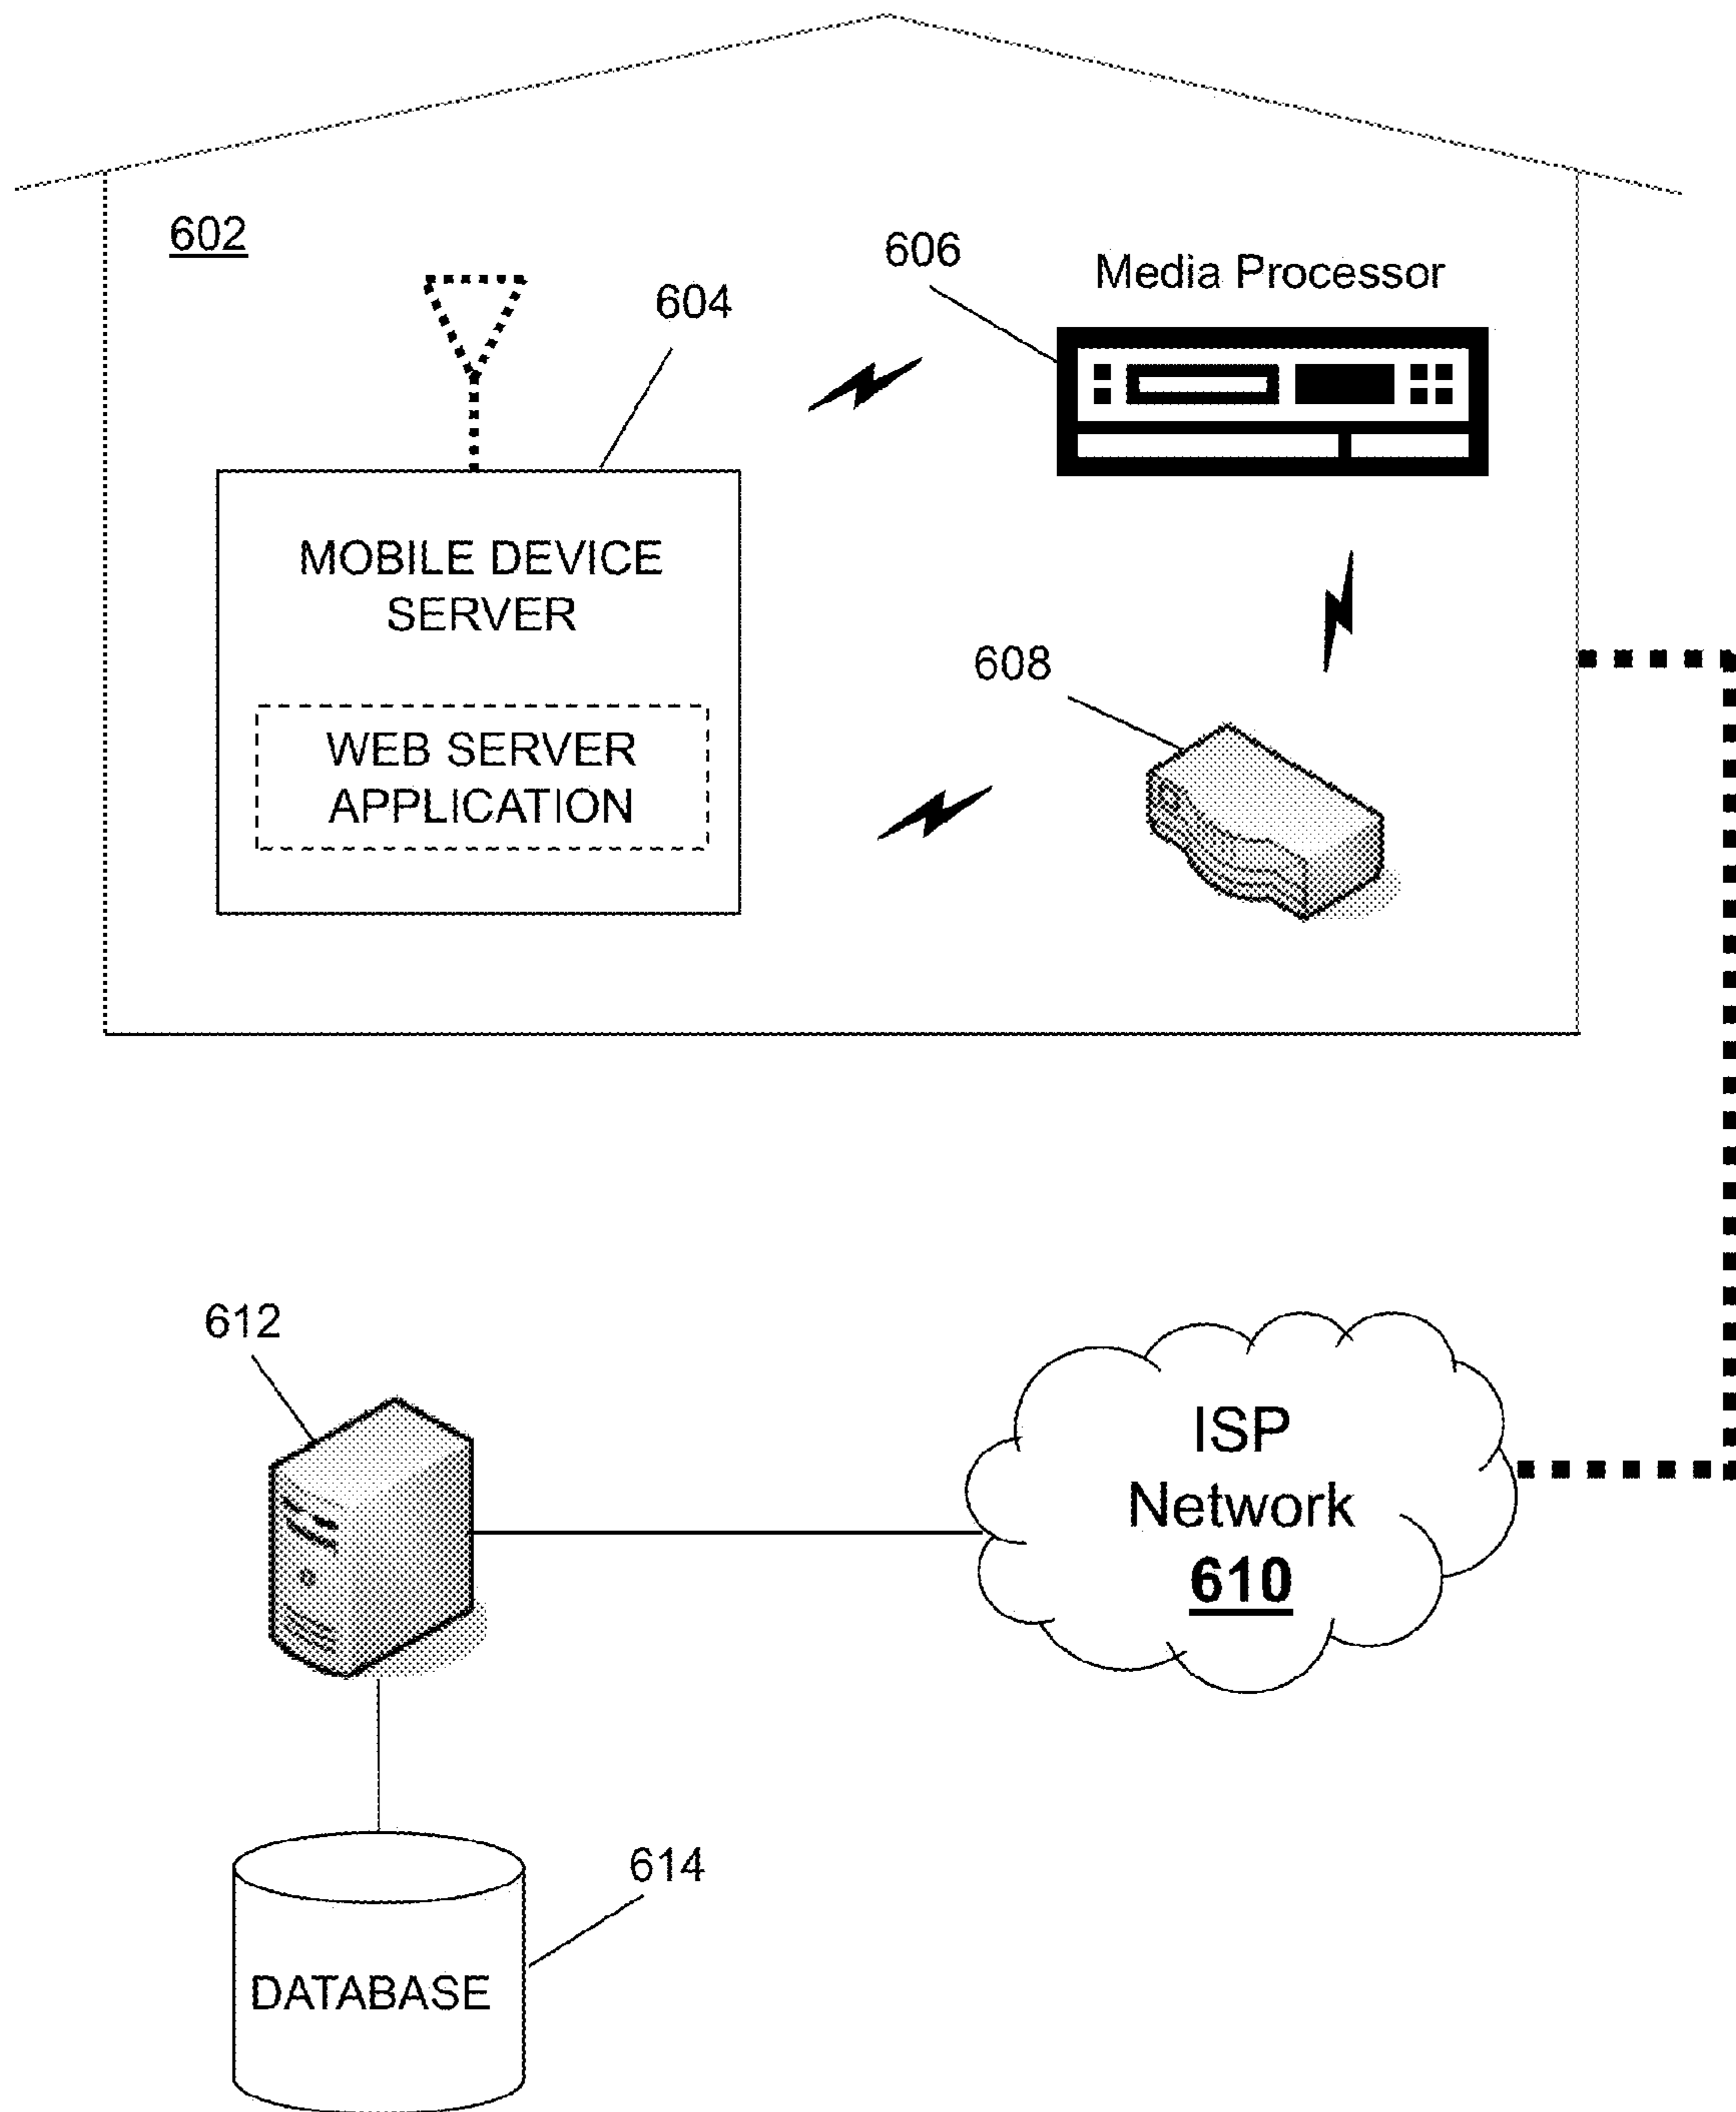 602
606
Media Processor
604
MOBILE DEVICE
SERVER
608
WEB SERVER
APPLICATION
612
ISP
Network
610
614
DATABASE